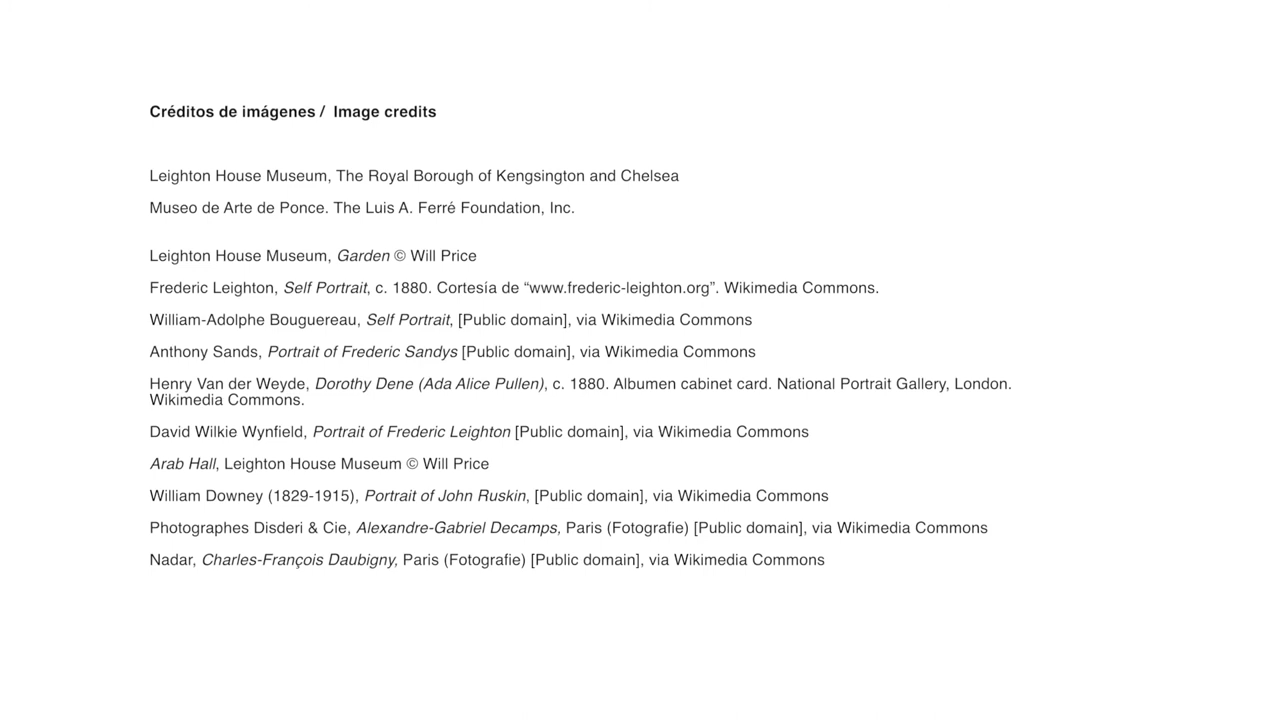 Créditos de imágenes /  Image credits
Leighton House Museum, The Royal Borough of Kengsington and Chelsea
Museo de Arte de Ponce. The Luis A. Ferré Foundation, Inc.
Leighton House Museum, Garden © Will Price
Frederic Leighton, Self Portrait, c. 1880. Cortesía de “www.frederic-leighton.org”. Wikimedia Commons.
William-Adolphe Bouguereau, Self Portrait, [Public domain], via Wikimedia Commons
Anthony Sands, Portrait of Frederic Sandys [Public domain], via Wikimedia Commons
Henry Van der Weyde, Dorothy Dene (Ada Alice Pullen), c. 1880. Albumen cabinet card. National Portrait Gallery, London.
Wikimedia Commons.
David Wilkie Wynfield, Portrait of Frederic Leighton [Public domain], via Wikimedia Commons
Arab Hall, Leighton House Museum © Will Price
William Downey (1829-1915), Portrait of John Ruskin, [Public domain], via Wikimedia Commons
Photographes Disderi & Cie, Alexandre-Gabriel Decamps, Paris (Fotografie) [Public domain], via Wikimedia Commons
Nadar, Charles-François Daubigny, Paris (Fotografie) [Public domain], via Wikimedia Commons